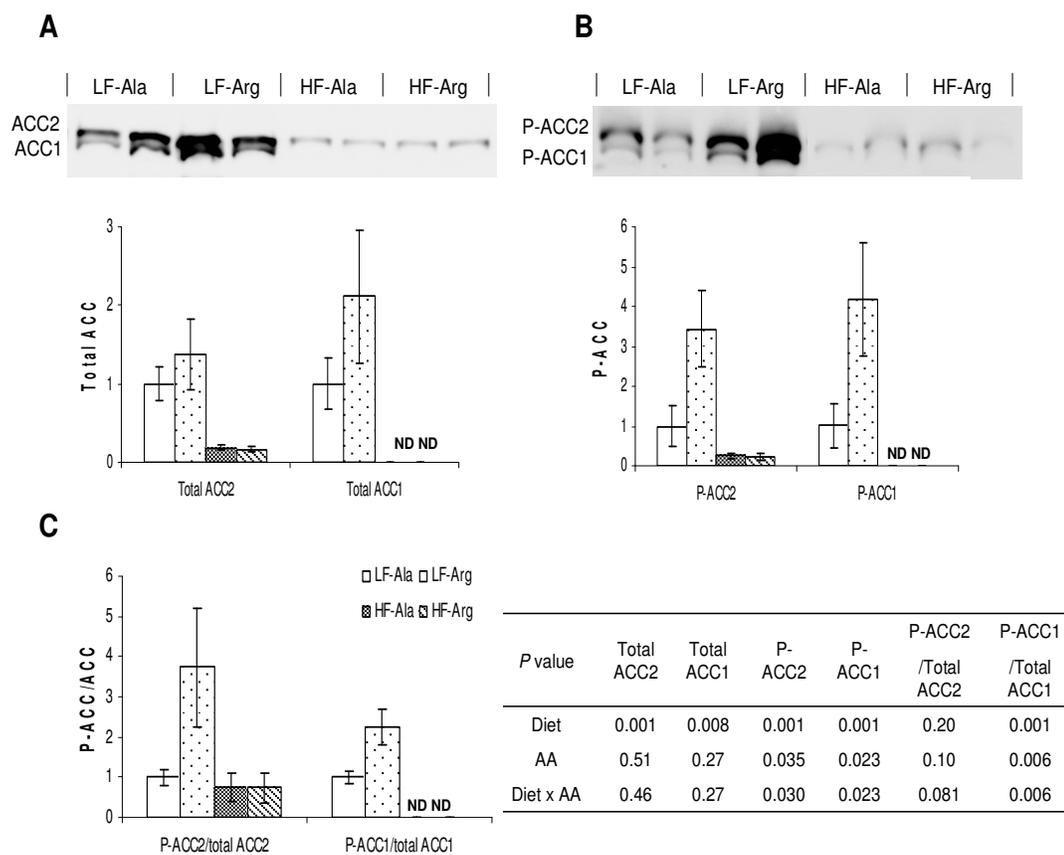 A
LF-Ala LF-Arg HF-Ala HF-Arg
ACC2
ACC1
3
2
1
0
Total ACC
ND ND
Total ACC2 Total ACC1
B
LF-Ala LF-Arg HF-Ala HF-Arg
P-ACC2
P-ACC1
6
5
4
3
2
1
0
P-ACC
ND ND
P-ACC2 P-ACC1
C
6
5
4
3
2
1
0
P-ACC/ACC
LF-Ala LF-Arg
HF-Ala HF-Arg
ND ND
P-ACC2/total ACC2 P-ACC1/total ACC1
P value Total ACC2 Total ACC1 P-ACC2 P-ACC1 P-ACC2/Total ACC2 P-ACC1/Total ACC1
Diet 0.001 0.008 0.001 0.001 0.20 0.001
AA 0.51 0.27 0.035 0.023 0.10 0.006
Diet x AA 0.46 0.27 0.030 0.023 0.081 0.006